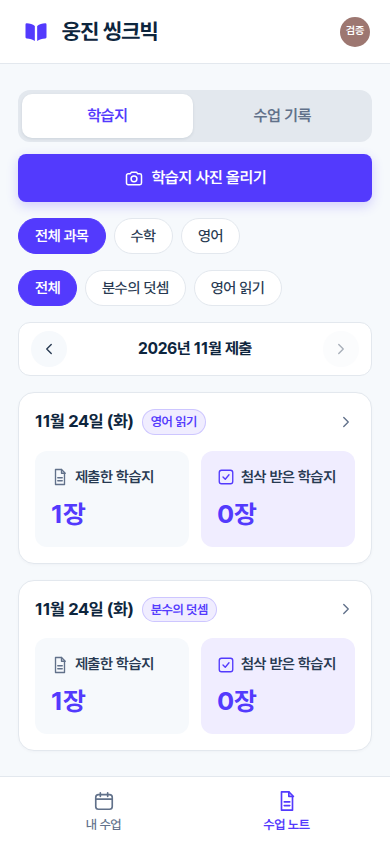 웅진 씽크빅
검증
학습지
수업 기록
학습지 사진 올리기
전체 과목
수학
영어
전체
분수의 덧셈
영어 읽기
2026년 11월 제출
11월 24일 (화)
영어 읽기
제출한 학습지
첨삭 받은 학습지
1장
0장
11월 24일 (화)
분수의 덧셈
제출한 학습지
첨삭 받은 학습지
1장
0장
내 수업
수업 노트